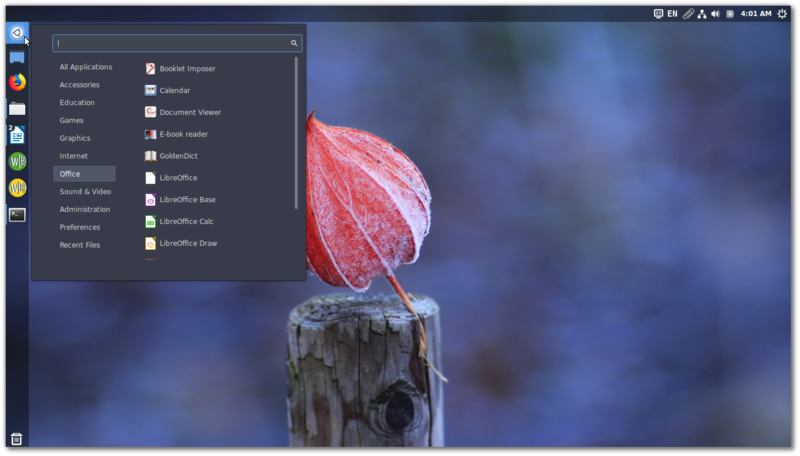 EN 4:01 AM
All Applications
Accessories
Education
Games
Graphics
Internet
Office
Sound & Video
Administration
Preferences
Recent Files
Booklet Imposer
Calendar
Document Viewer
E-book reader
GoldenDict
LibreOffice
LibreOffice Base
LibreOffice Calc
LibreOffice Draw
2
W|B
W|B
>_